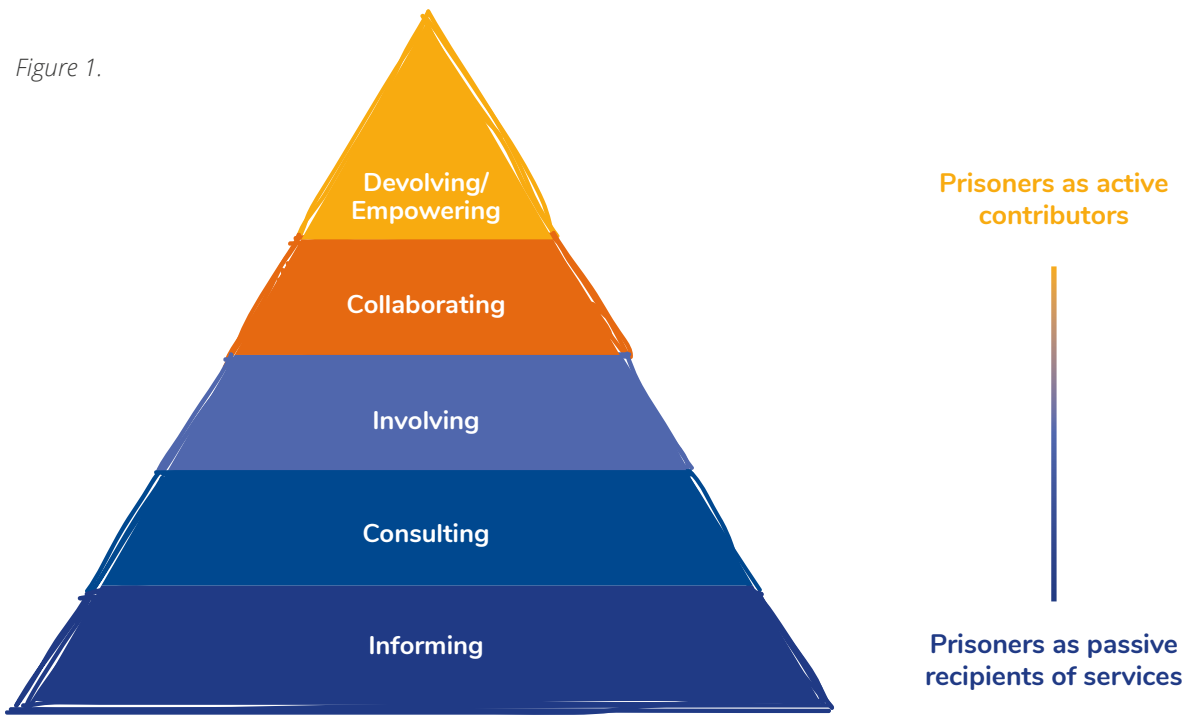 Figure 1.
Devolving/
Empowering
Collaborating
Involving
Consulting
Informing
Prisoners as active
contributors
Prisoners as passive
recipients of services